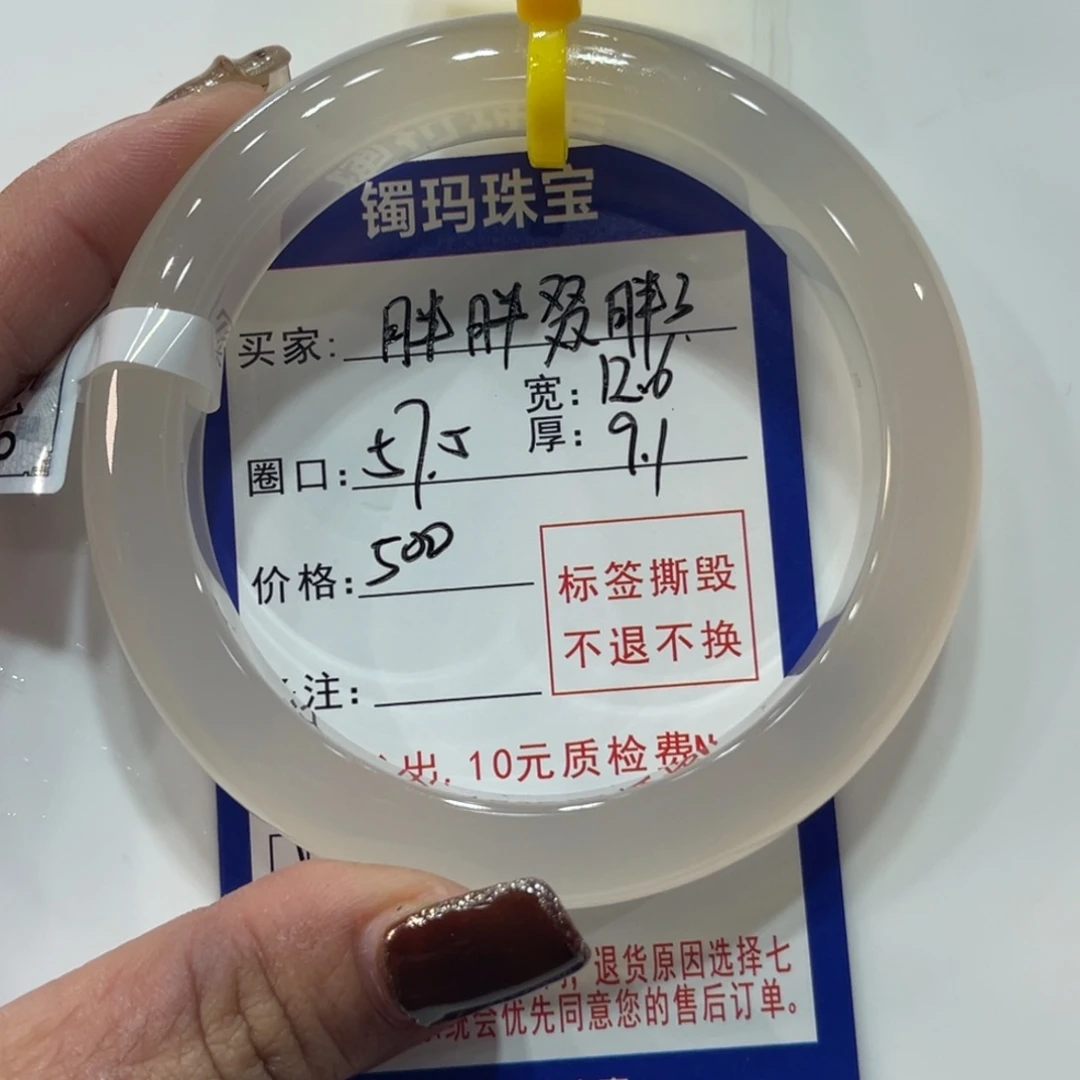 镯玛珠宝
买家: 胖胖叕胖3
宽: 12.6
圈口: 57.5 厚: 9.1
价格: 500
标签撕毁
不退不换
注:
出, 10元质检费
退货原因选择七
系统会优先同意您的售后订单。